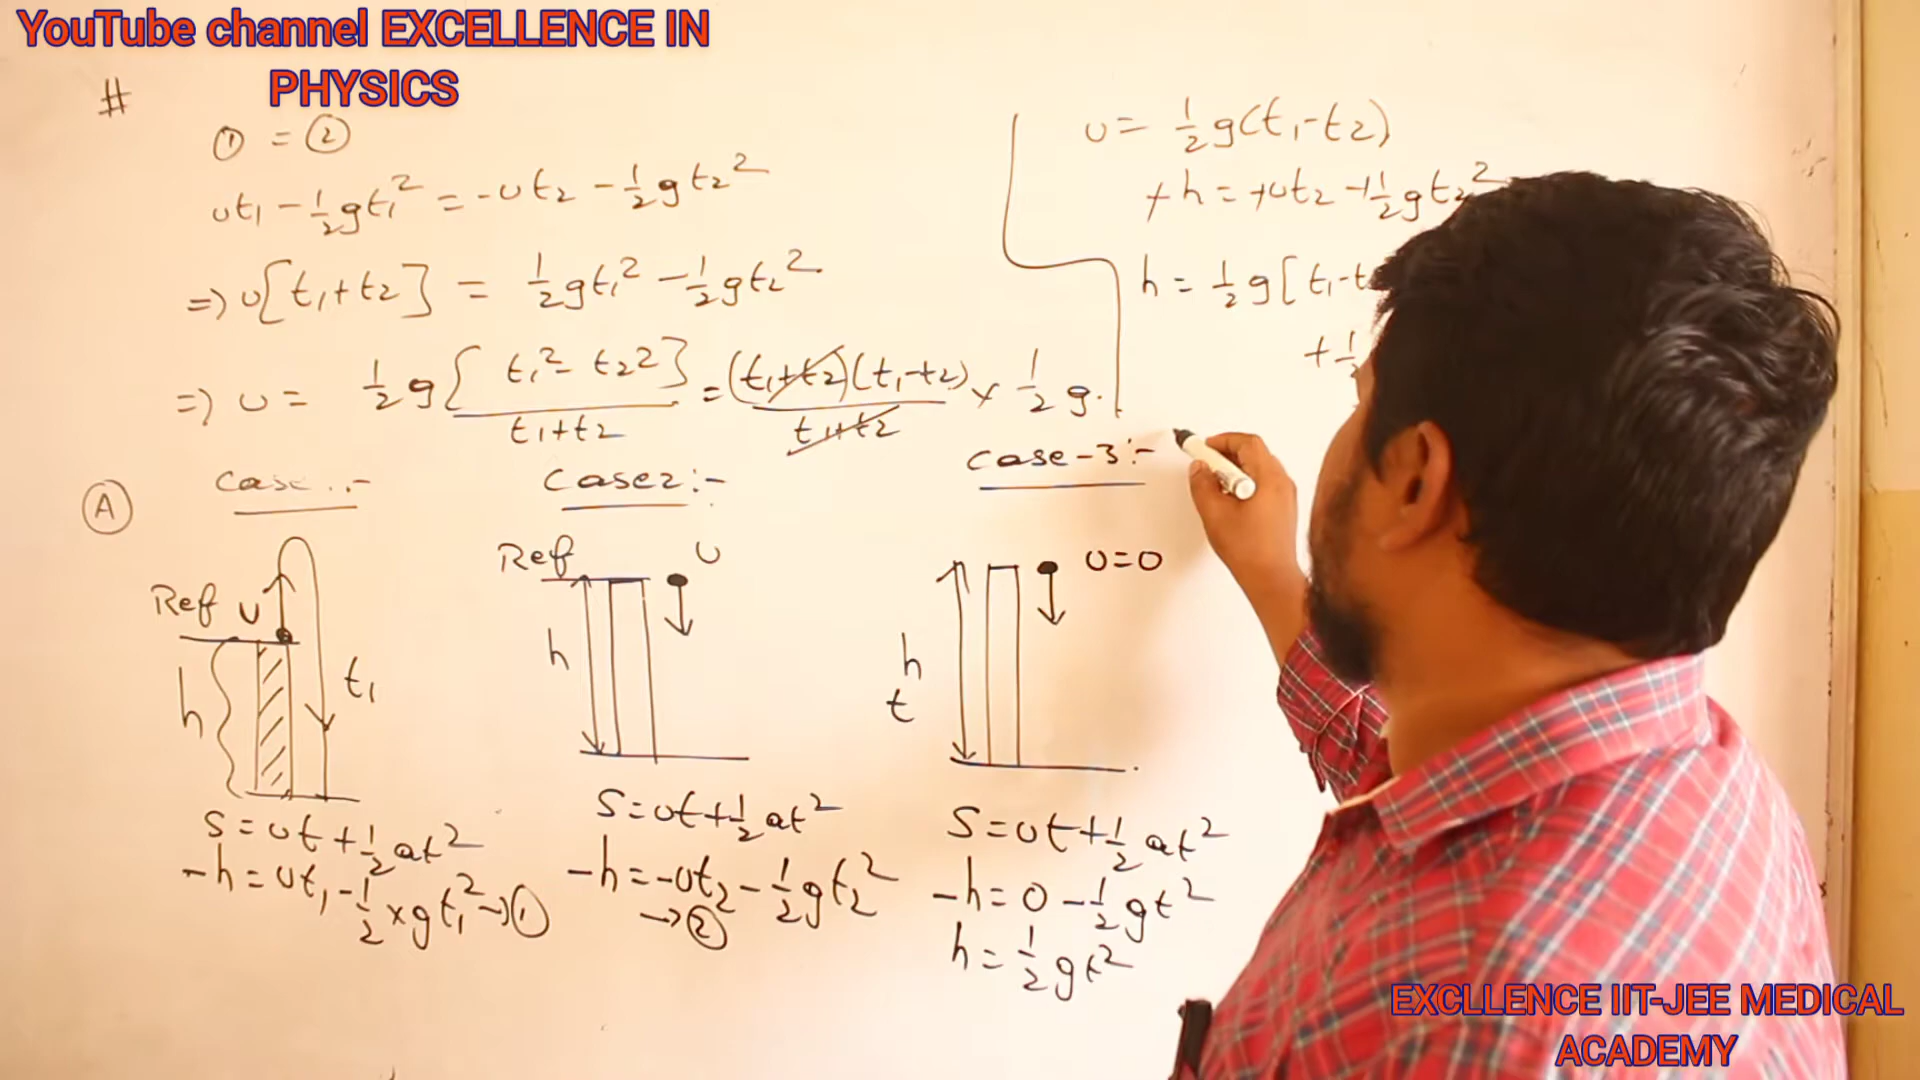 YouTube channel EXCELLENCE IN
PHYSICS
#
① = ②
ut₁ - ½gt₁² = -ut₂ - ½gt₂²
⇒ u[t₁+t₂] = ½gt₁² - ½gt₂²
⇒ u = ½g[t₁² - t₂²]/t₁+t₂ = (t₁+t₂)(t₁-t₂)/t₁+t₂ × ½g.
u = ½g(t₁-t₂)
+h = +ut₂ + ½gt₂²
h = ½g[t₁-t
+½
A
Case :-
Ref u
h
t₁
S = ut + ½at²
-h = ut₁ - ½×gt₁² → ①
Case2:-
Ref u
h
S = ut + ½at²
-h = -ut₂ - ½gt₂²
→ ②
Case-3:-
u=0
h
t
S = ut + ½at²
-h = 0 - ½gt²
h = ½gt²
EXCLLENCE IIT-JEE MEDICAL
ACADEMY